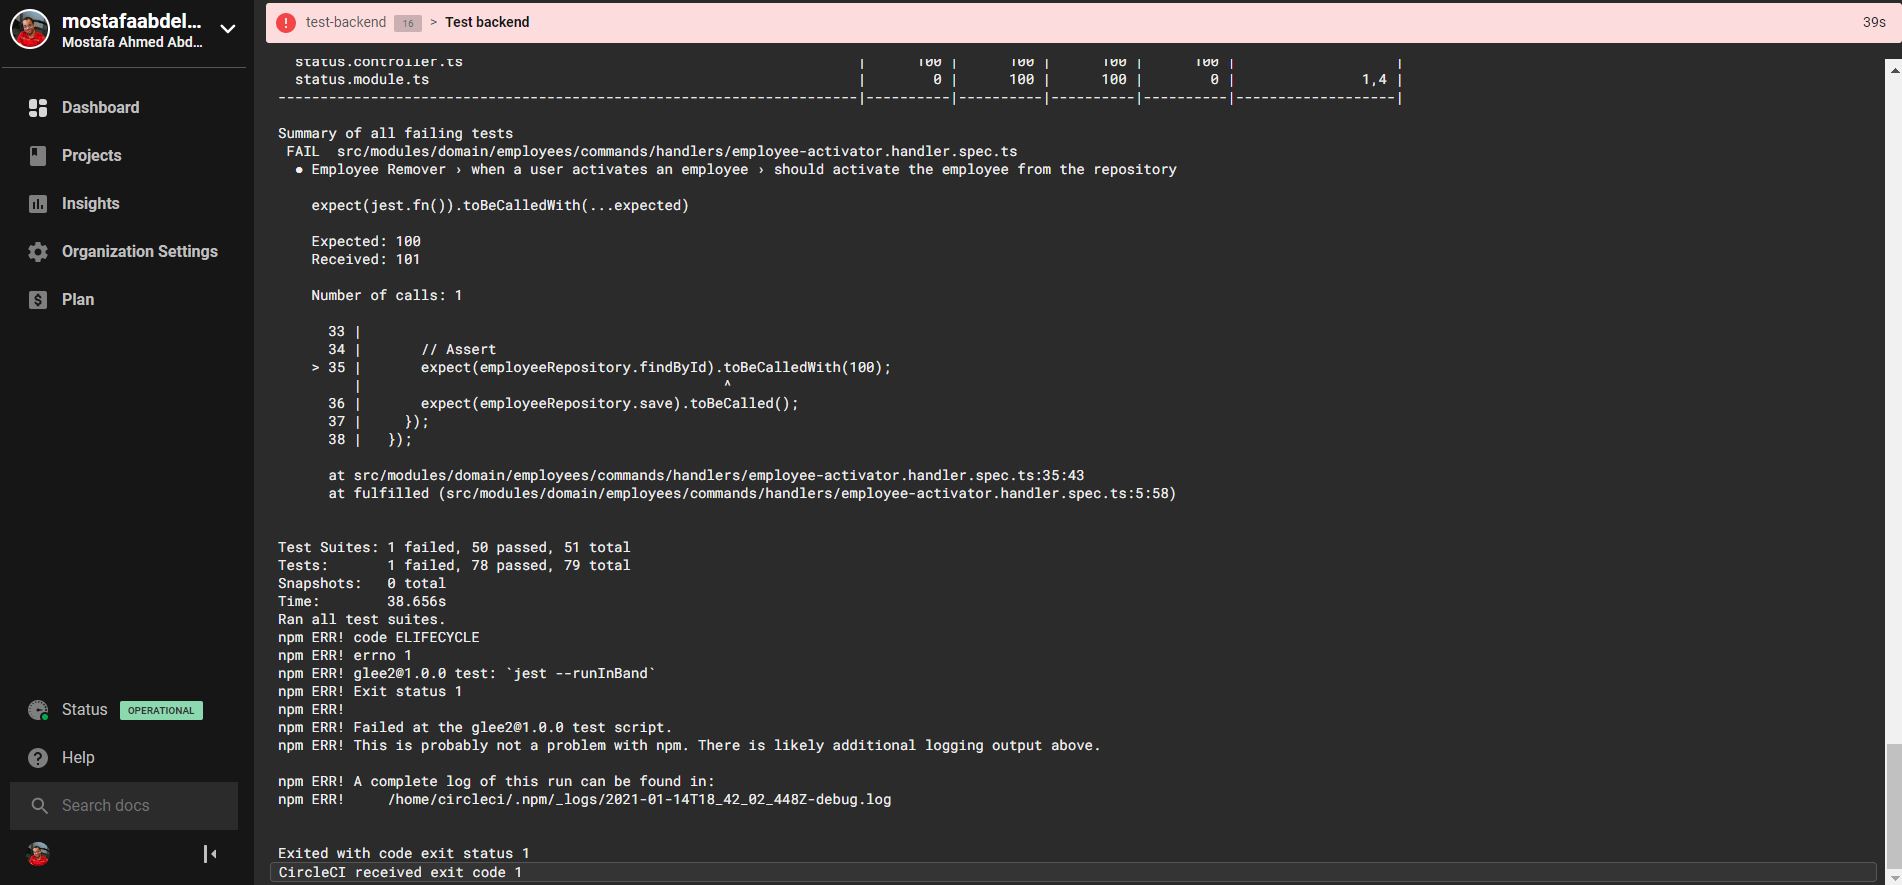 mostafaabdel...
Mostafa Ahmed Abd...
Dashboard
Projects
Insights
Organization Settings
Plan
Status OPERATIONAL
Help
Search docs
test-backend 16 > Test backend 39s
status.controller.ts | 100 | 100 | 100 | 100 | |
status.module.ts | 0 | 100 | 100 | 0 | 1,4 |
---------------------------------------------------------------------|----------|----------|----------|----------|-------------------|
Summary of all failing tests
FAIL src/modules/domain/employees/commands/handlers/employee-activator.handler.spec.ts
● Employee Remover › when a user activates an employee › should activate the employee from the repository
expect(jest.fn()).toBeCalledWith(...expected)
Expected: 100
Received: 101
Number of calls: 1
33 |
34 | // Assert
> 35 | expect(employeeRepository.findById).toBeCalledWith(100);
| ^
36 | expect(employeeRepository.save).toBeCalled();
37 | });
38 | });
at src/modules/domain/employees/commands/handlers/employee-activator.handler.spec.ts:35:43
at fulfilled (src/modules/domain/employees/commands/handlers/employee-activator.handler.spec.ts:5:58)
Test Suites: 1 failed, 50 passed, 51 total
Tests: 1 failed, 78 passed, 79 total
Snapshots: 0 total
Time: 38.656s
Ran all test suites.
npm ERR! code ELIFECYCLE
npm ERR! errno 1
npm ERR! glee2@1.0.0 test: `jest --runInBand`
npm ERR! Exit status 1
npm ERR!
npm ERR! Failed at the glee2@1.0.0 test script.
npm ERR! This is probably not a problem with npm. There is likely additional logging output above.
npm ERR! A complete log of this run can be found in:
npm ERR! /home/circleci/.npm/_logs/2021-01-14T18_42_02_448Z-debug.log
Exited with code exit status 1
CircleCI received exit code 1